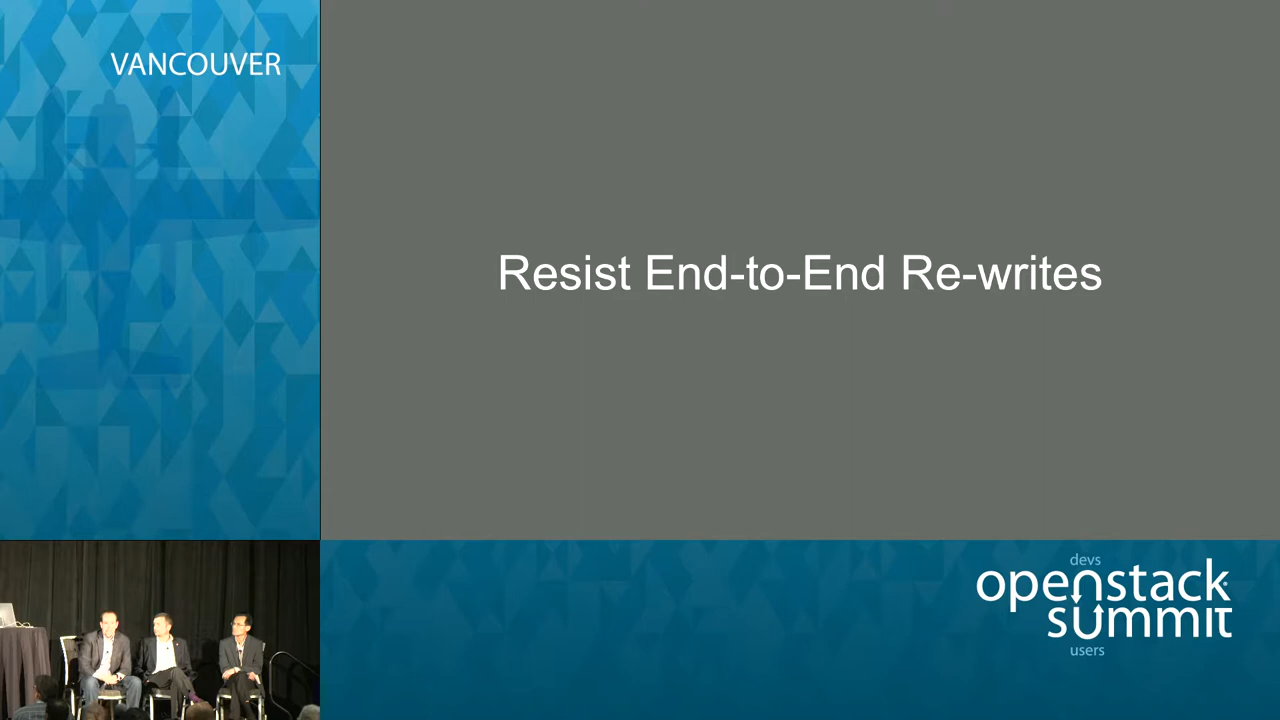 VANCOUVER
Resist End-to-End Re-writes
devs
openstack
summit
users